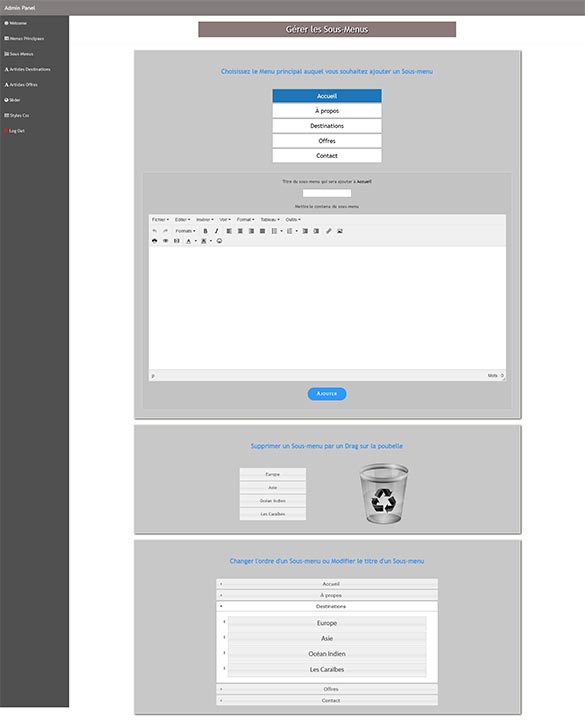 Admin Panel
Welcome
Menus Principaux
Sous-Menus
Articles Destinations
Articles Offres
Slider
Styles Css
Log Out
Gérer les Sous-Menus
Choisissez le Menu principal auquel vous souhaitez ajouter un Sous-menu
Accueil
À propos
Destinations
Offres
Contact
Titre du sous-menu qui sera ajouter à Accueil
Mettre le contenu de sous-menu
Fichier Editer Insérer Voir Format Tableau Outils
Formats B I
A A
p Mots: 0
Ajouter
Supprimer un Sous-menu par un Drag sur la poubelle
Europe
Asie
Océan Indien
Les Caraïbes
Changer l'ordre d'un Sous-menu ou Modifier le titre d'un Sous-menu
Accueil
À propos
Destinations
Europe
Asie
Océan Indien
Les Caraïbes
Offres
Contact